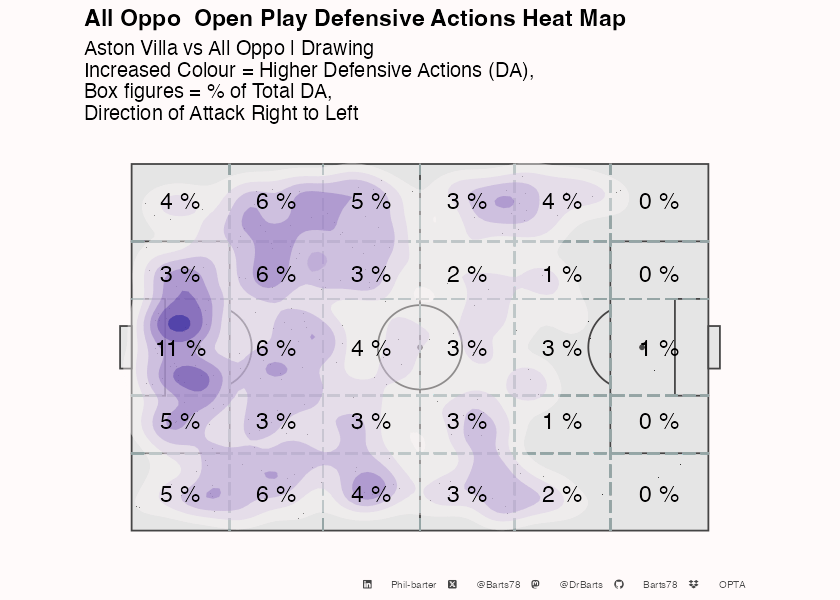 All Oppo  Open Play Defensive Actions Heat Map
Aston Villa vs All Oppo I Drawing
Increased Colour = Higher Defensive Actions (DA),
Box figures = % of Total DA,
Direction of Attack Right to Left
4 % 6 % 5 % 3 % 4 % 0 %
3 % 6 % 3 % 2 % 1 % 0 %
11 % 6 % 4 % 3 % 3 % 1 %
5 % 3 % 3 % 3 % 1 % 0 %
5 % 6 % 4 % 3 % 2 % 0 %
Phil-barter @Barts78 @DrBarts Barts78 OPTA